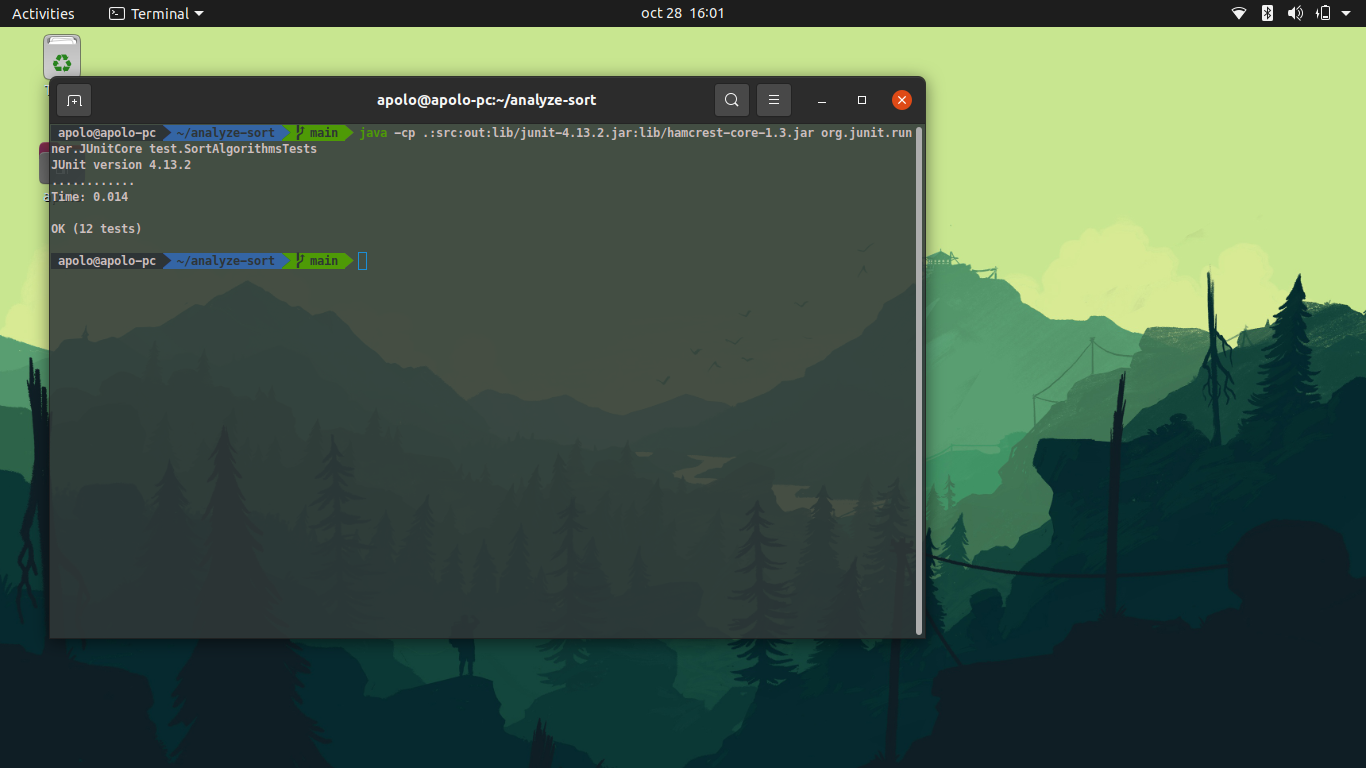 Activities
Terminal
oct 28 16:01
apolo@apolo-pc:~/analyze-sort
apolo@apolo-pc ~/analyze-sort main java -cp .:src:out:lib/junit-4.13.2.jar:lib/hamcrest-core-1.3.jar org.junit.run
ner.JUnitCore test.SortAlgorithmsTests
JUnit version 4.13.2
............
Time: 0.014
OK (12 tests)
apolo@apolo-pc ~/analyze-sort main